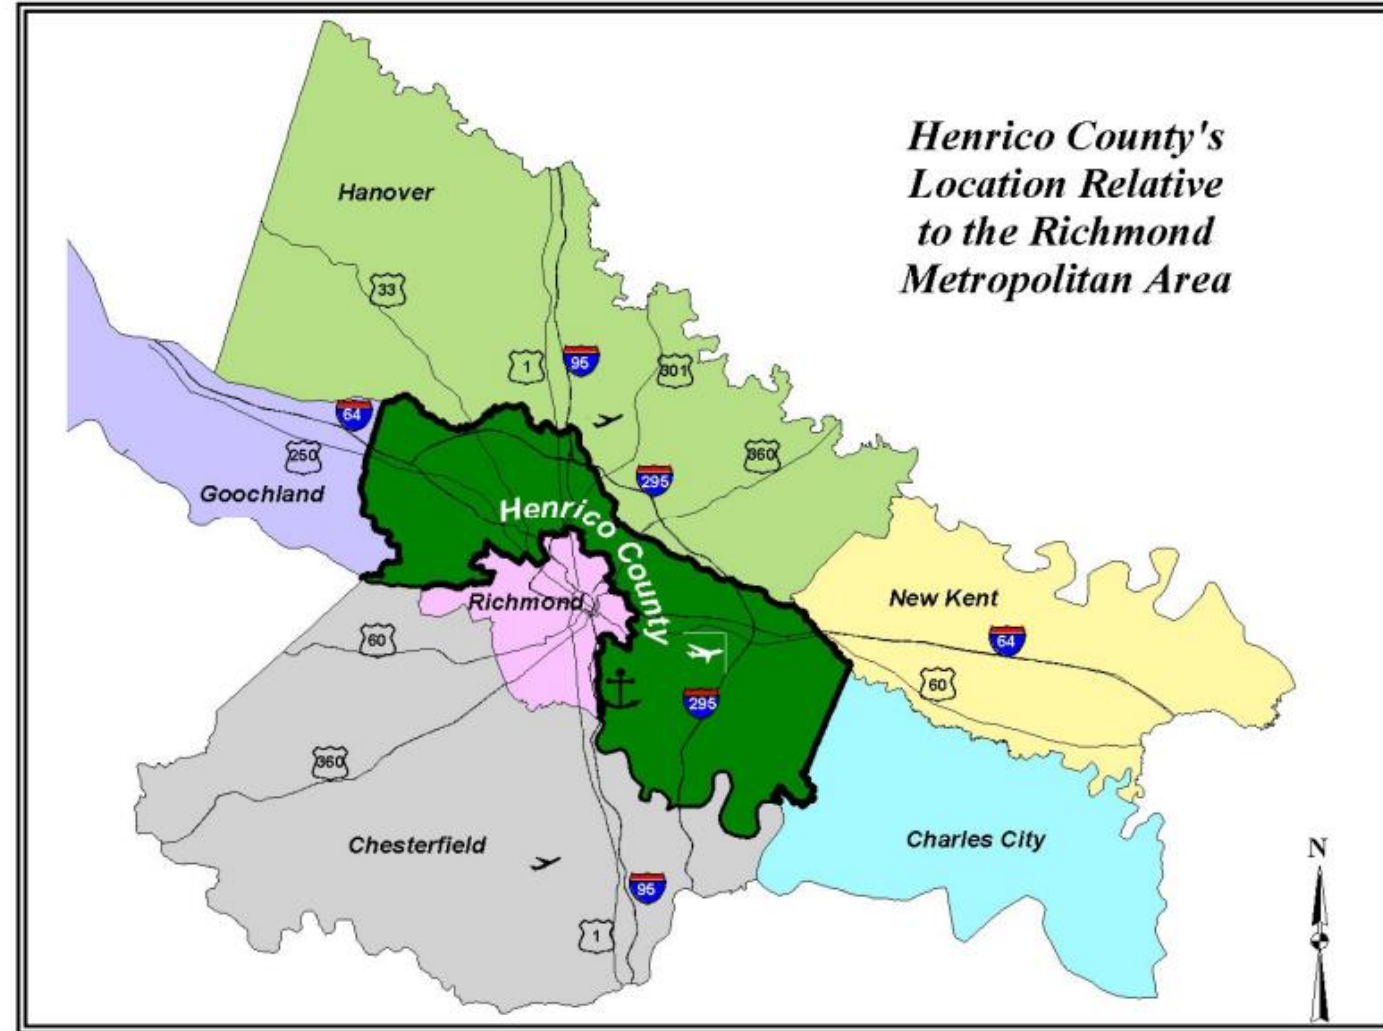 Henrico County's
Location Relative
to the Richmond
Metropolitan Area
Hanover
33
1
95
301
64
250
295
360
Goochland
Henrico County
Richmond
New Kent
60
64
60
295
360
Chesterfield
Charles City
95
1
N